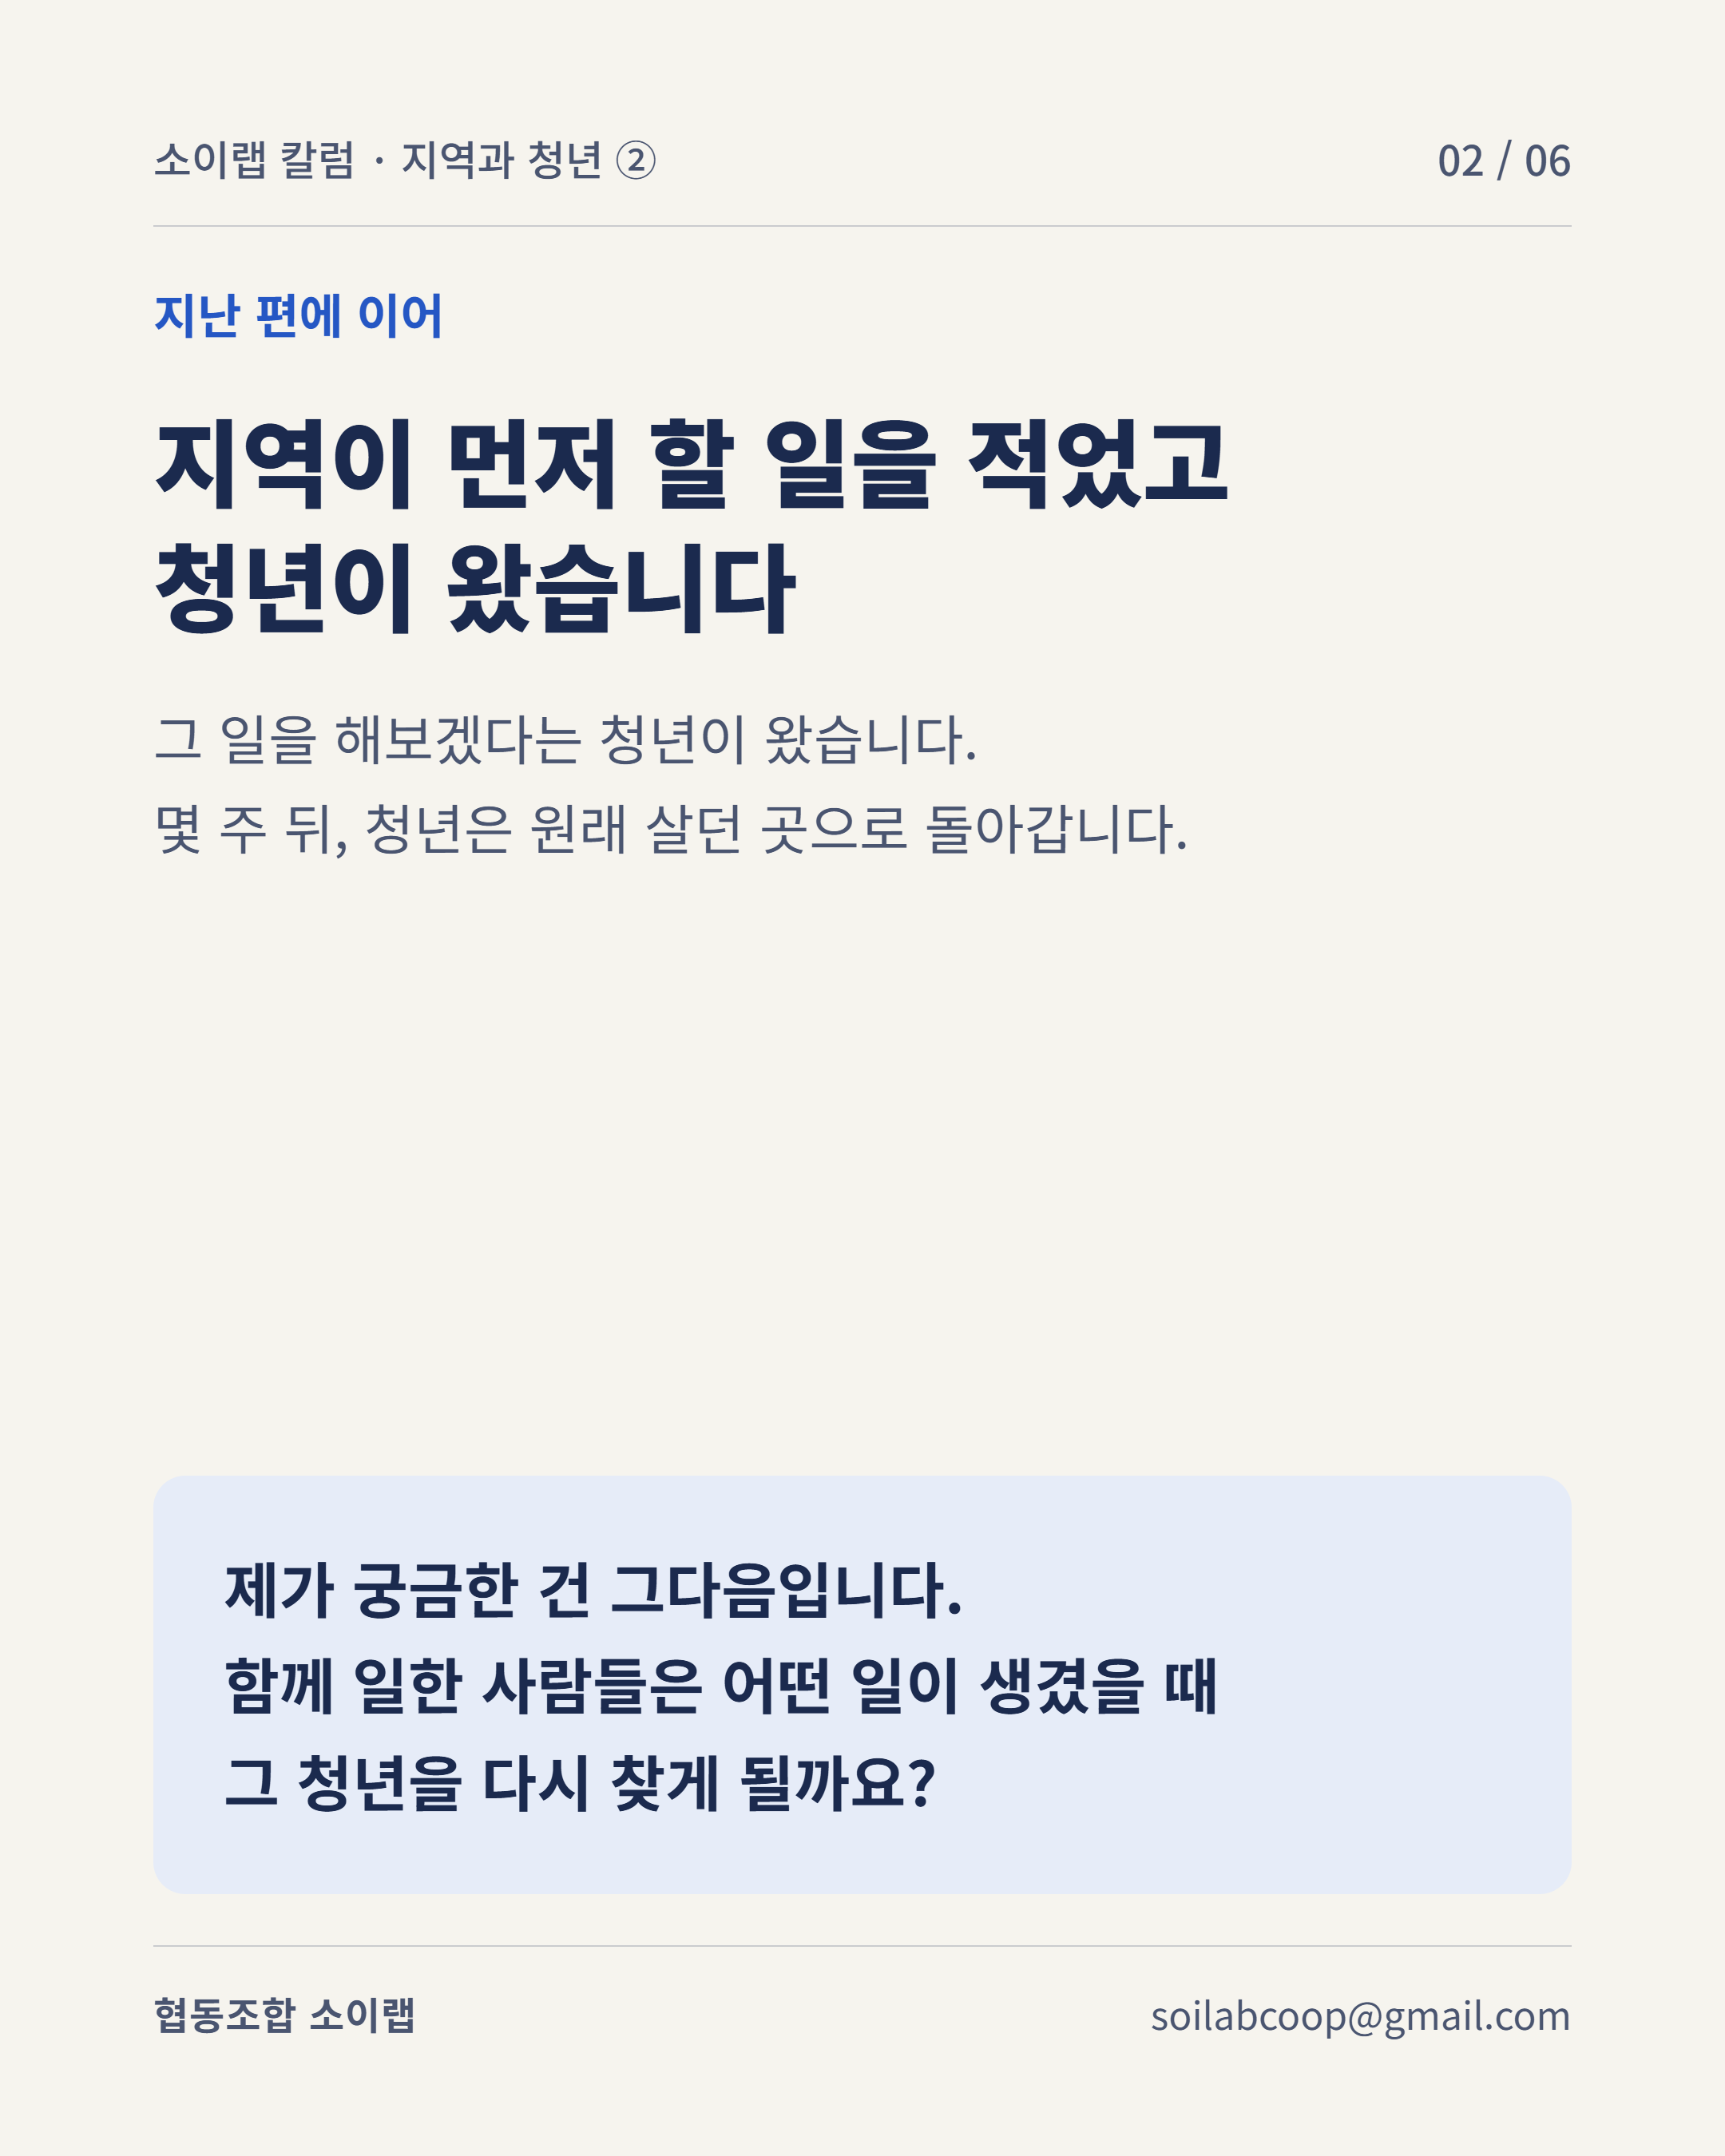 소이랩 칼럼 · 지역과 청년 ②
02 / 06
지난 편에 이어
지역이 먼저 할 일을 적었고
청년이 왔습니다
그 일을 해보겠다는 청년이 왔습니다.
몇 주 뒤, 청년은 원래 살던 곳으로 돌아갑니다.
제가 궁금한 건 그다음입니다.
함께 일한 사람들은 어떤 일이 생겼을 때
그 청년을 다시 찾게 될까요?
협동조합 소이랩
soilabcoop@gmail.com